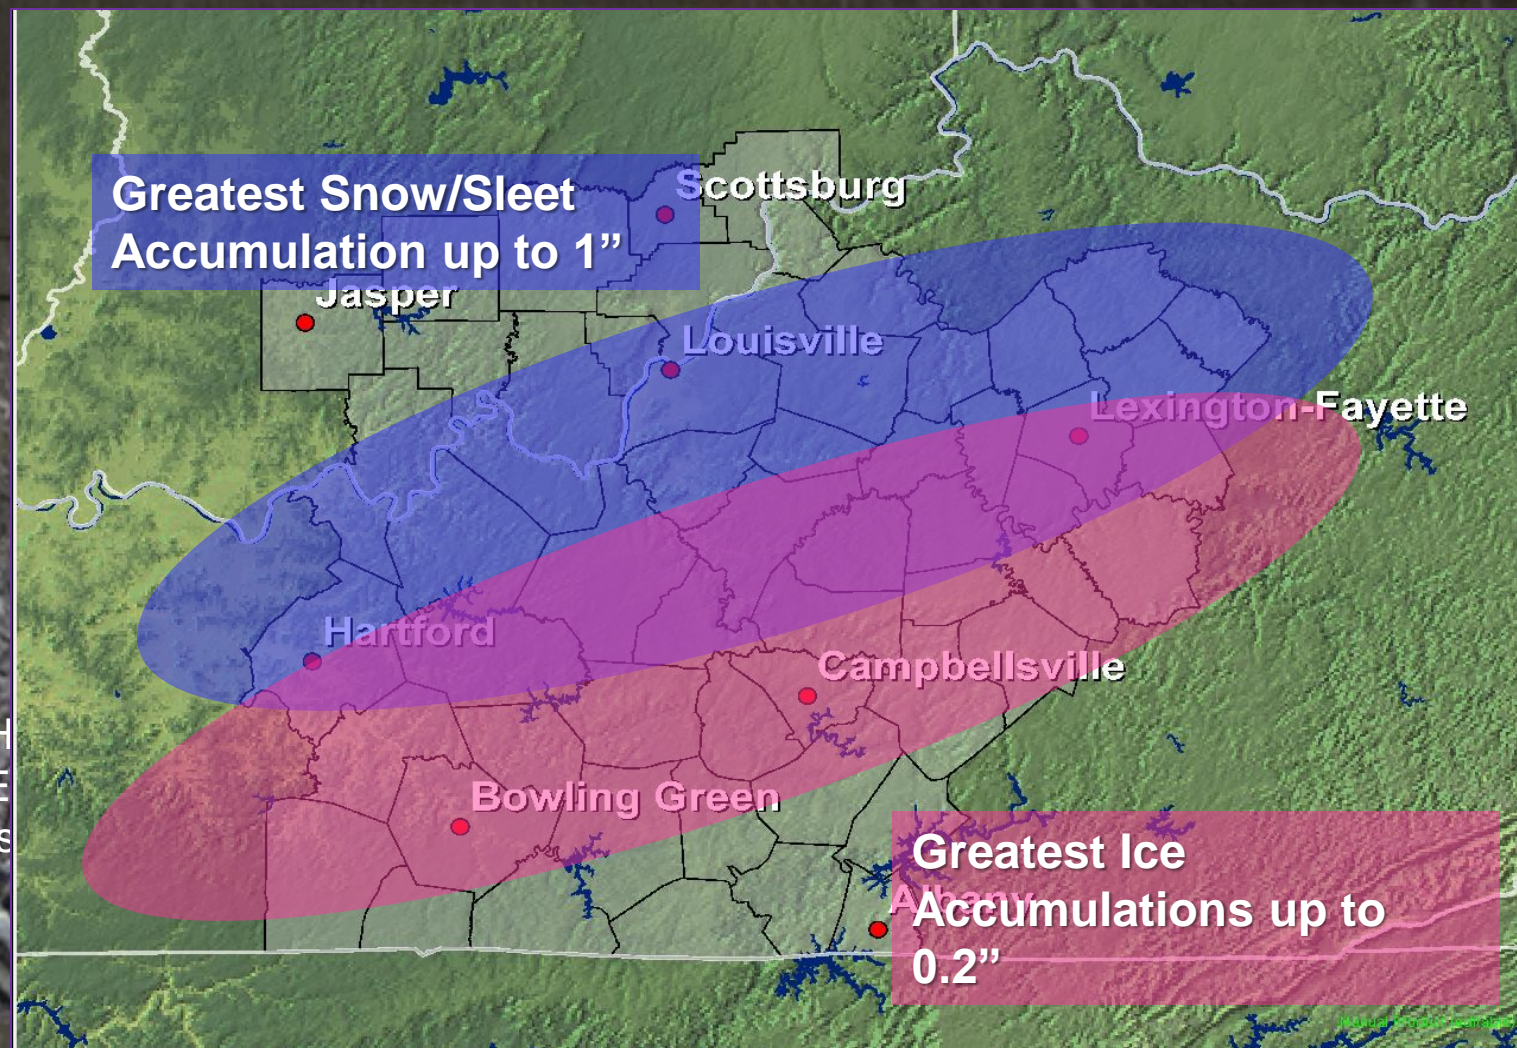 Scottsburg
Greatest Snow/Sleet
Accumulation up to 1”
Jasper
Louisville
Lexington-Fayette
Hartford
Campbellsville
H
s
Bowling Green
Greatest Ice
Albany
Accumulations up to
0.2”